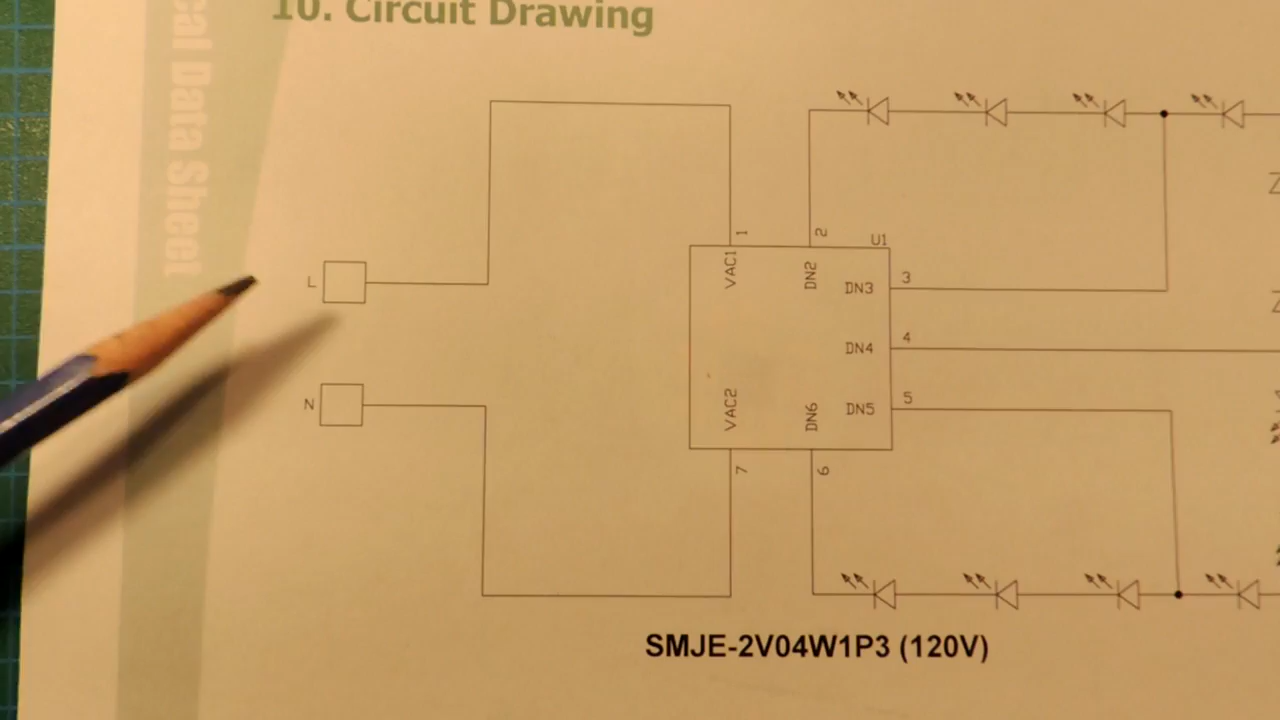 10. Circuit Drawing
cal Data Sheet
1
2
U1
VAC1
DN2
DN3
3
L
DN4
4
N
VAC2
DN6
DN5
5
7
6
SMJE-2V04W1P3 (120V)